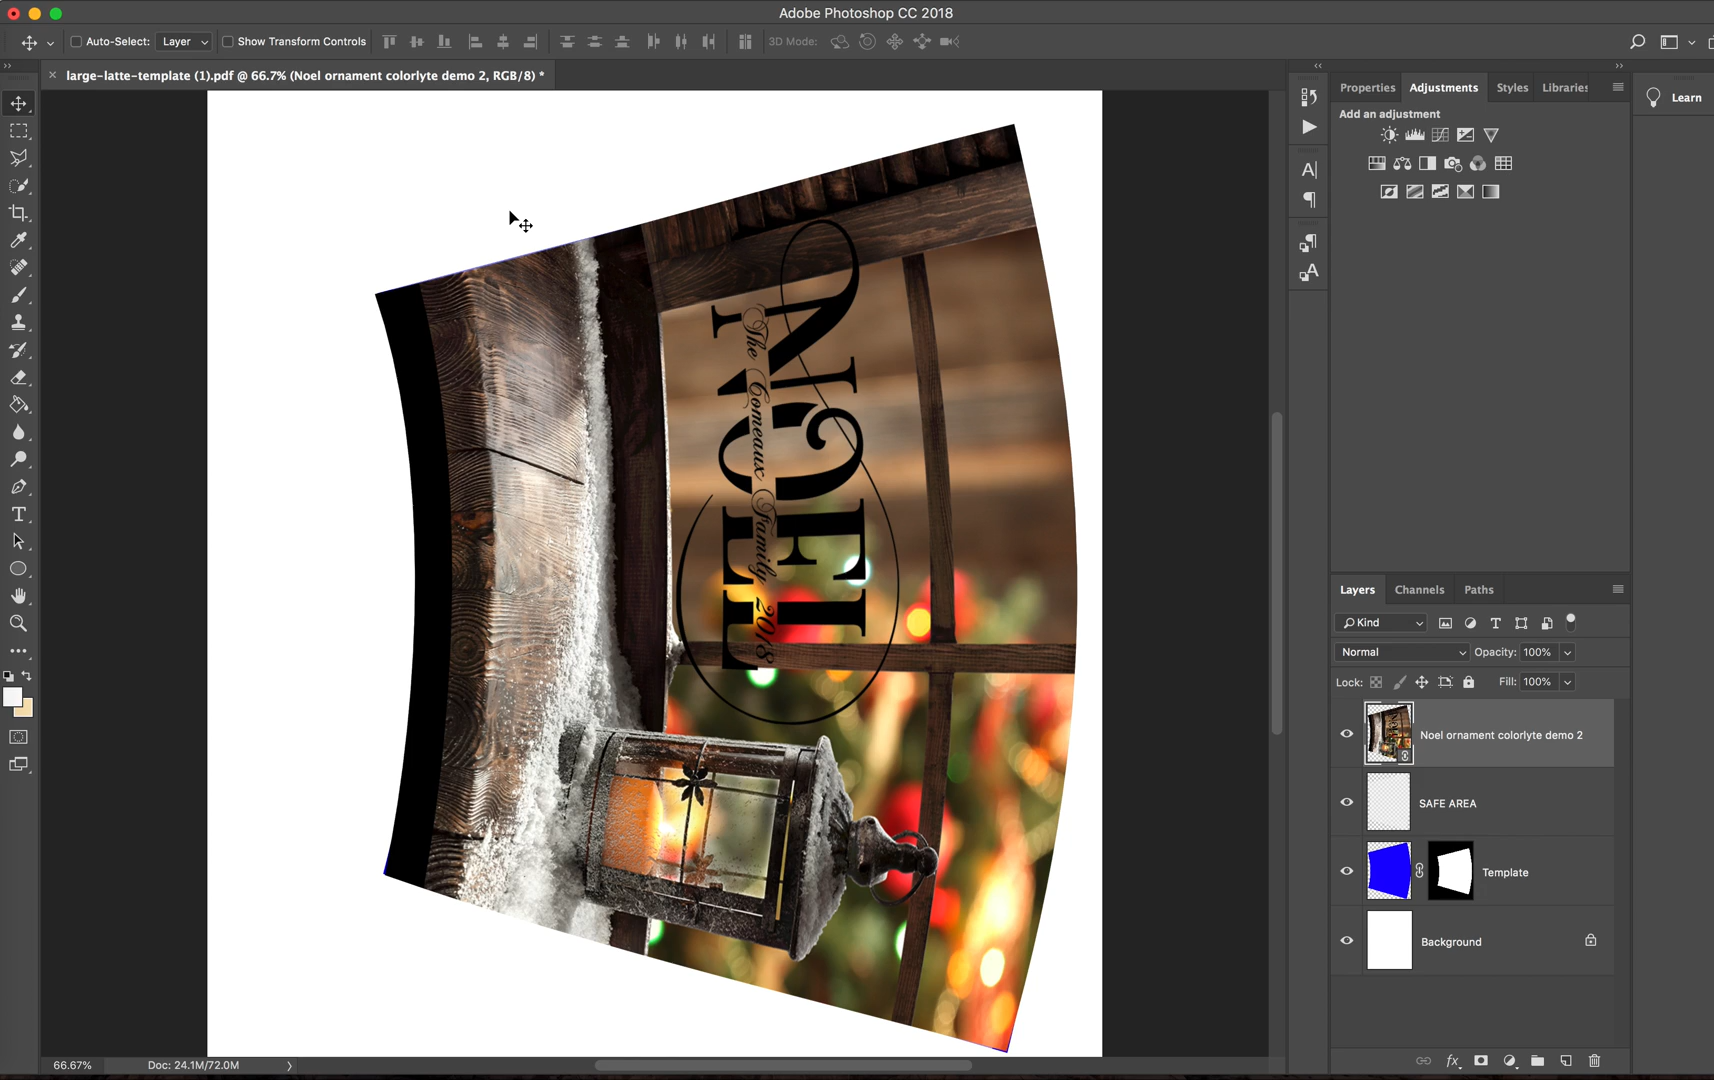 Adobe Photoshop CC 2018
Auto-Select: Layer Show Transform Controls 3D Mode:
large-latte-template (1).pdf @ 66.7% (Noel ornament colorlyte demo 2, RGB/8) *
Properties Adjustments Styles Libraries
Learn
Add an adjustment
NOEL
The Comeaux Family 2018
Layers Channels Paths
Kind
Normal Opacity: 100%
Lock: Fill: 100%
Noel ornament colorlyte demo 2
SAFE AREA
Template
Background
fx
66.67% Doc: 24.1M/72.0M